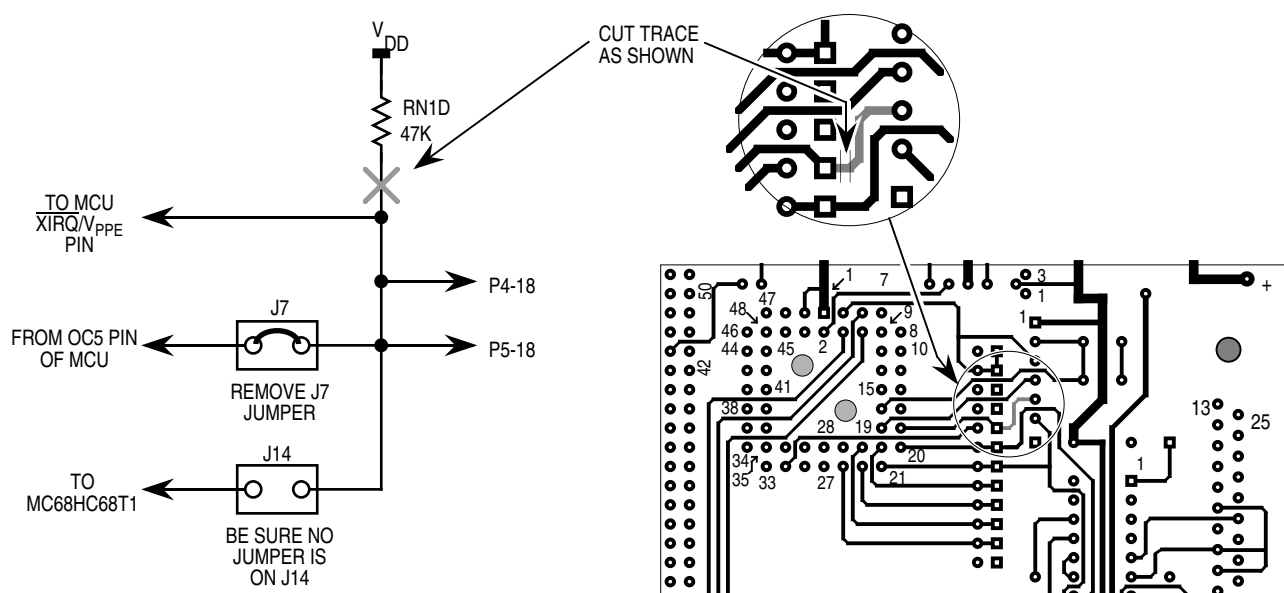 V
DD
RN1D
47K
CUT TRACE
AS SHOWN
TO MCU
XIRQ/VPPE
PIN
P4-18
FROM OC5 PIN
OF MCU
J7
P5-18
REMOVE J7
JUMPER
J14
TO
MC68HC68T1
BE SURE NO
JUMPER IS
ON J14
50
47
1
7
3
1
+
48
9
1
46
45
2
8
44
10
42
41
15
38
13
25
28
19
34
20
1
35
33
27
21